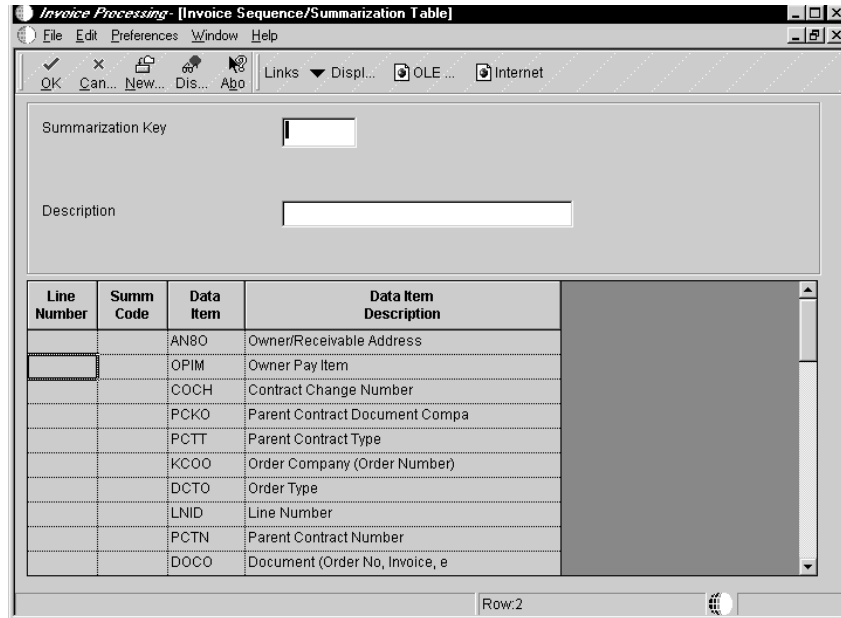 Invoice Processing - [Invoice Sequence/Summarization Table]
File Edit Preferences Window Help
OK Can... New... Dis... Abo Links Displ... OLE ... Internet
Summarization Key
Description
Line Number Summ Code Data Item Data Item Description
AN8O Owner/Receivable Address
OPIM Owner Pay Item
COCH Contract Change Number
PCKO Parent Contract Document Compa
PCTT Parent Contract Type
KCOO Order Company (Order Number)
DCTO Order Type
LNID Line Number
PCTN Parent Contract Number
DOCO Document (Order No, Invoice, e
Row:2